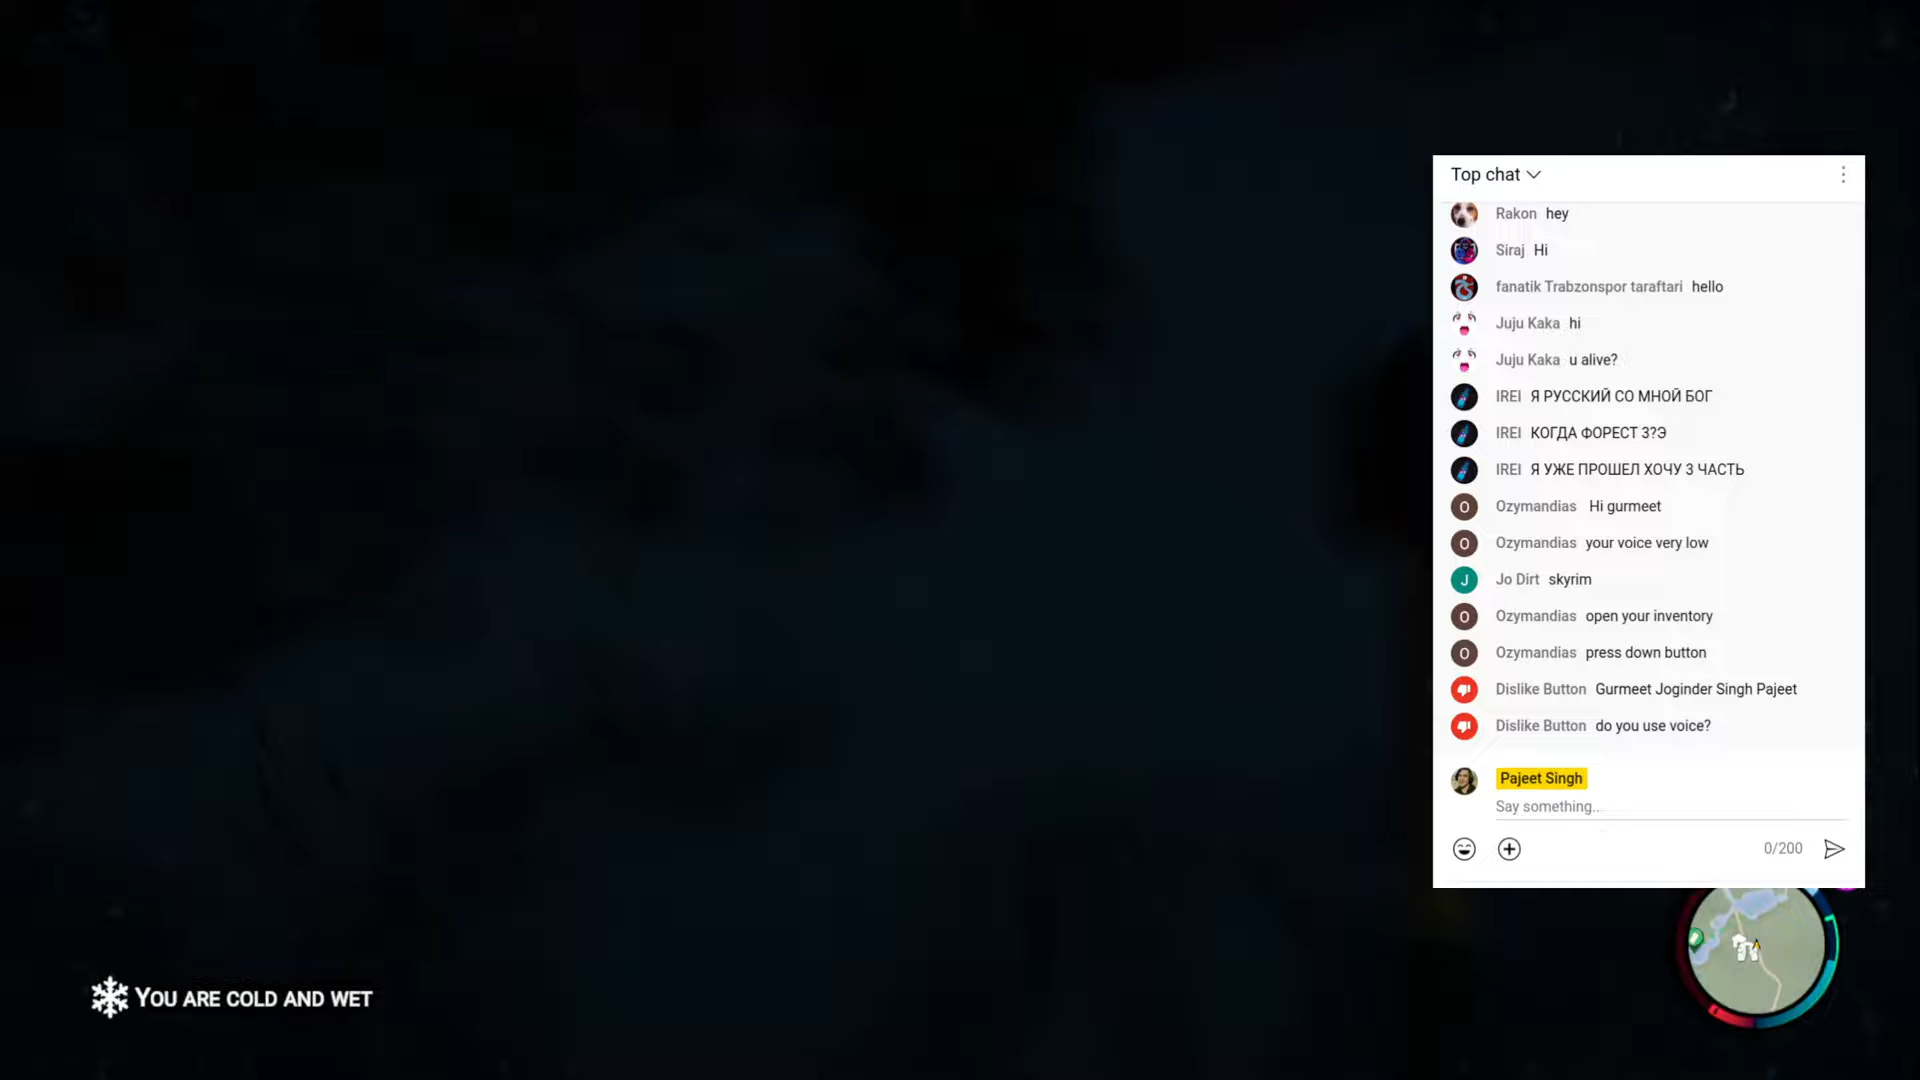 Top chat
Rakon hey
Siraj Hi
fanatik Trabzonspor taraftari hello
Juju Kaka hi
Juju Kaka u alive?
IREI Я РУССКИЙ СО МНОЙ БОГ
IREI КОГДА ФОРЕСТ 3?Э
IREI Я УЖЕ ПРОШЕЛ ХОЧУ 3 ЧАСТЬ
O Ozymandias Hi gurmeet
O Ozymandias your voice very low
J Jo Dirt skyrim
O Ozymandias open your inventory
O Ozymandias press down button
Dislike Button Gurmeet Joginder Singh Pajeet
Dislike Button do you use voice?
Pajeet Singh
Say something...
0/200
YOU ARE COLD AND WET